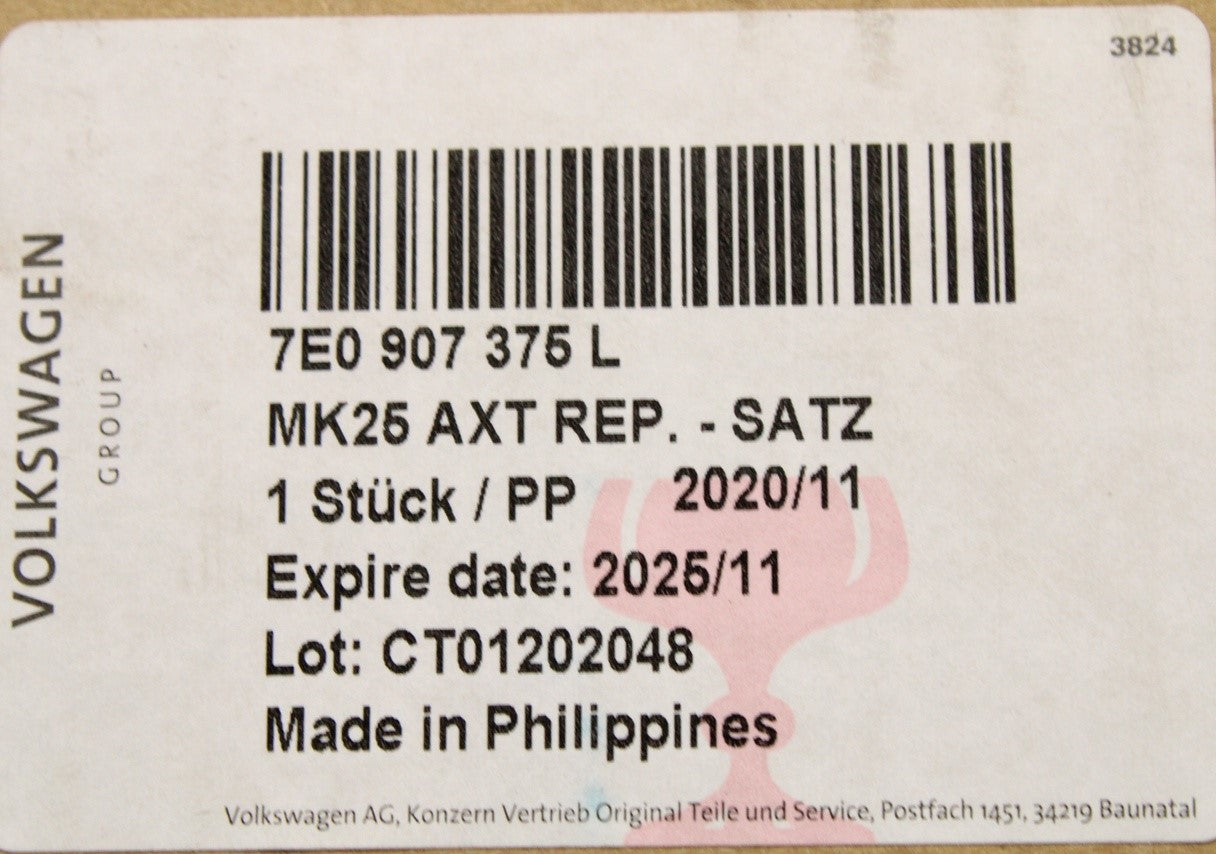 3824
VOLKSWAGEN
GROUP
7E0 907 375 L
MK25 AXT REP. - SATZ
1 Stück / PP 2020/11
Expire date: 2025/11
Lot: CT01202048
Made in Philippines
Volkswagen AG, Konzern Vertrieb Original Teile und Service, Postfach 1451, 34219 Baunatal